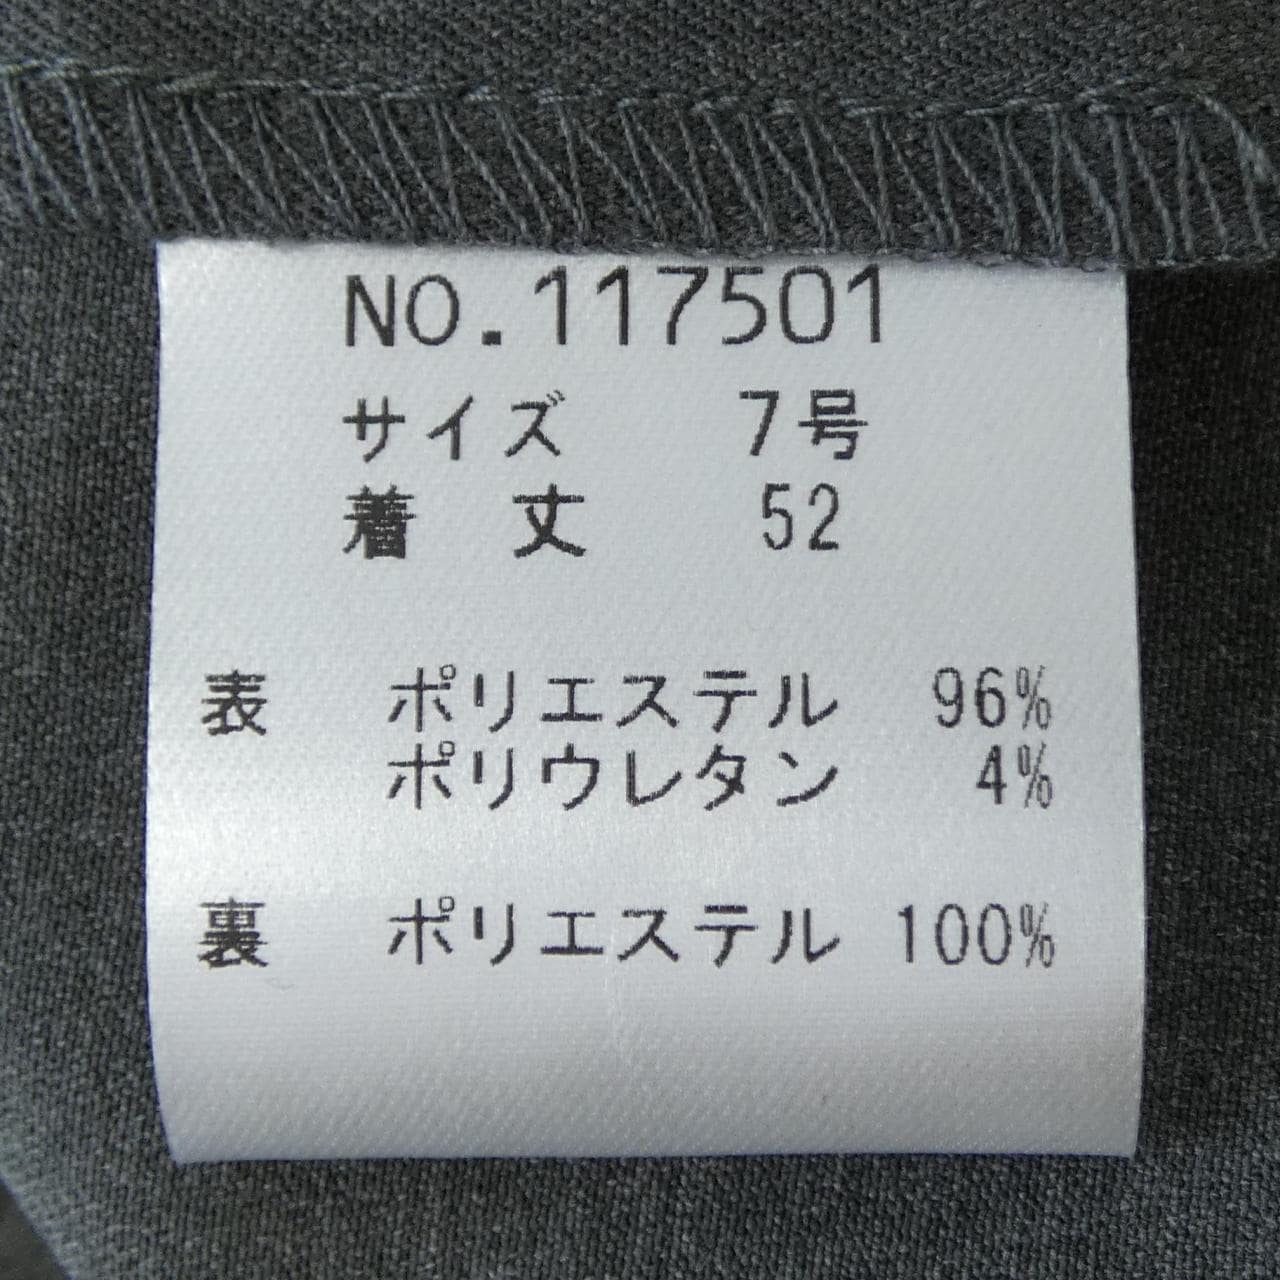 NO.117501
サイズ 7号
着丈 52
表 ポリエステル 96%
ポリウレタン 4%
裏 ポリエステル 100%